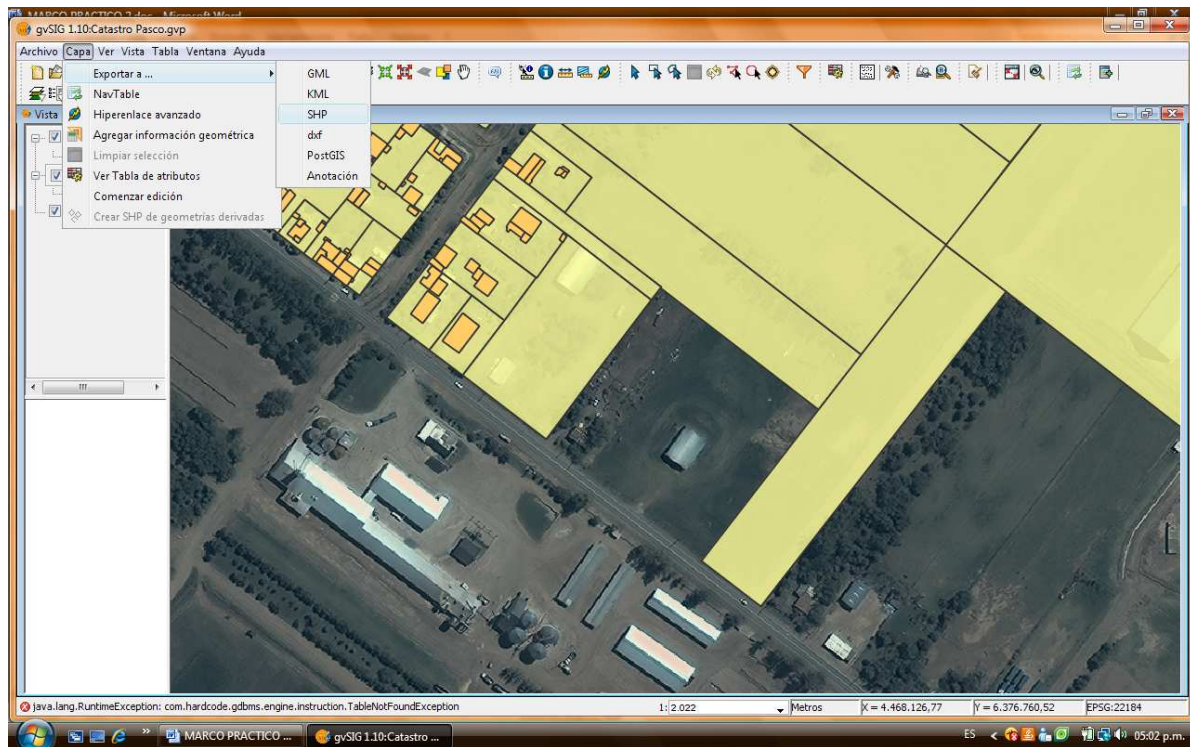 MARCO PRACTICO 2.doc - Microsoft Word
gvSIG 1.10:Catastro Pasco.gvp
Archivo Capa Ver Vista Tabla Ventana Ayuda
Exportar a ...
NavTable
Hiperenlace avanzado
Agregar información geométrica
Limpiar selección
Ver Tabla de atributos
Comenzar edición
Crear SHP de geometrías derivadas
GML
KML
SHP
dxf
PostGIS
Anotación
Vista
java.lang.RuntimeException: com.hardcode.gdbms.engine.instruction.TableNotFoundException
1: 2.022
Metros
X = 4.468.126,77
Y = 6.376.760,52
EPSG:22184
MARCO PRACTICO ...
gvSIG 1.10:Catastro ...
ES
05:02 p.m.